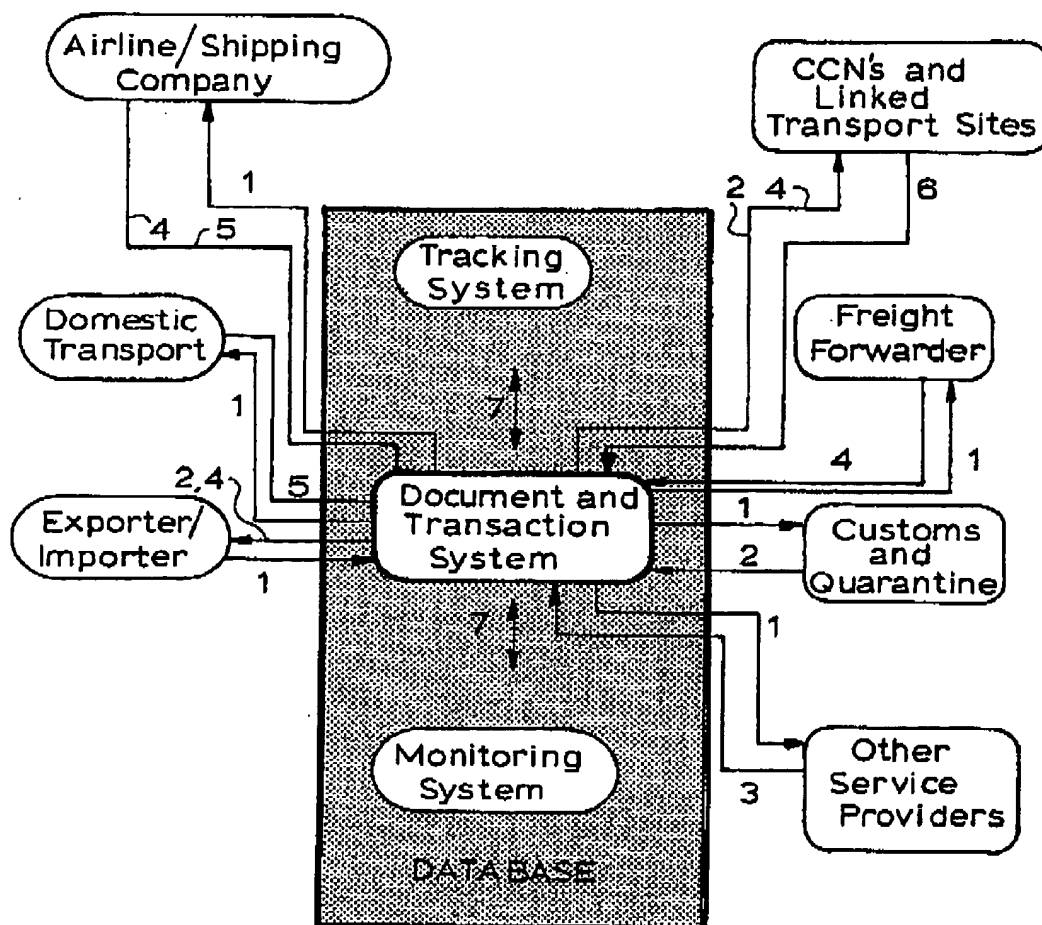 Airline/Shipping
Company
CCN's and
Linked
Transport Sites
1
2
4
6
4
5
Tracking
System
Domestic
Transport
Freight
Forwarder
7
1
5
4
1
2,4
Exporter/
Importer
1
Document and
Transaction
System
1
2
Customs
and
Quarantine
7
1
Monitoring
System
3
Other
Service
Providers
DATABASE